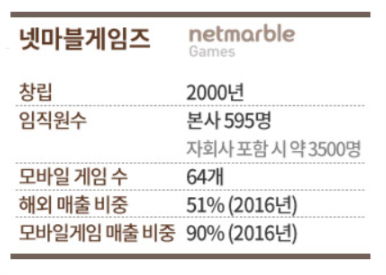 넷마블게임즈 netmarble
Games
창립 2000년
임직원수 본사 595명
자회사 포함 시 약 3500명
모바일 게임 수 64개
해외 매출 비중 51% (2016년)
모바일게임 매출 비중 90% (2016년)